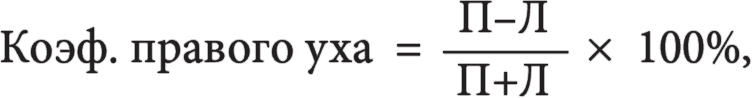 Коэф. правого уха = П–Л / П+Л × 100%,